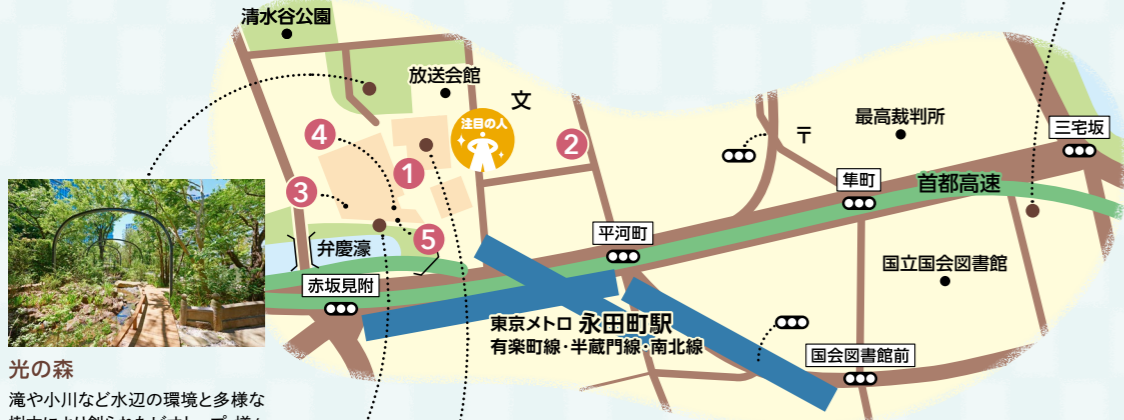 清水谷公園
放送会館
文
注目の人
4
2
1
3
5
弁慶濠
赤坂見附
平河町
〒
最高裁判所
三宅坂
隼町
首都高速
国立国会図書館
東京メトロ 永田町駅
有楽町線・半蔵門線・南北線
国会図書館前
光の森
滝や小川など水辺の環境と多様な